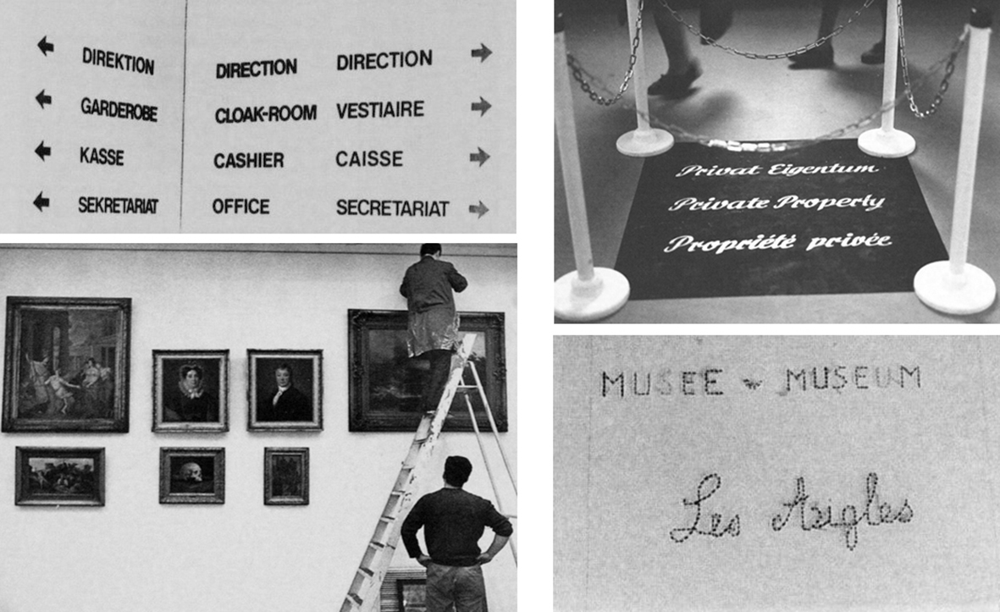 DIREKTION DIRECTION DIRECTION
GARDEROBE CLOAK-ROOM VESTIAIRE
KASSE CASHIER CAISSE
SEKRETARIAT OFFICE SECRETARIAT
Privat Eigentum
Private Property
Propriété privée
MUSEE MUSEUM
Les Aigles